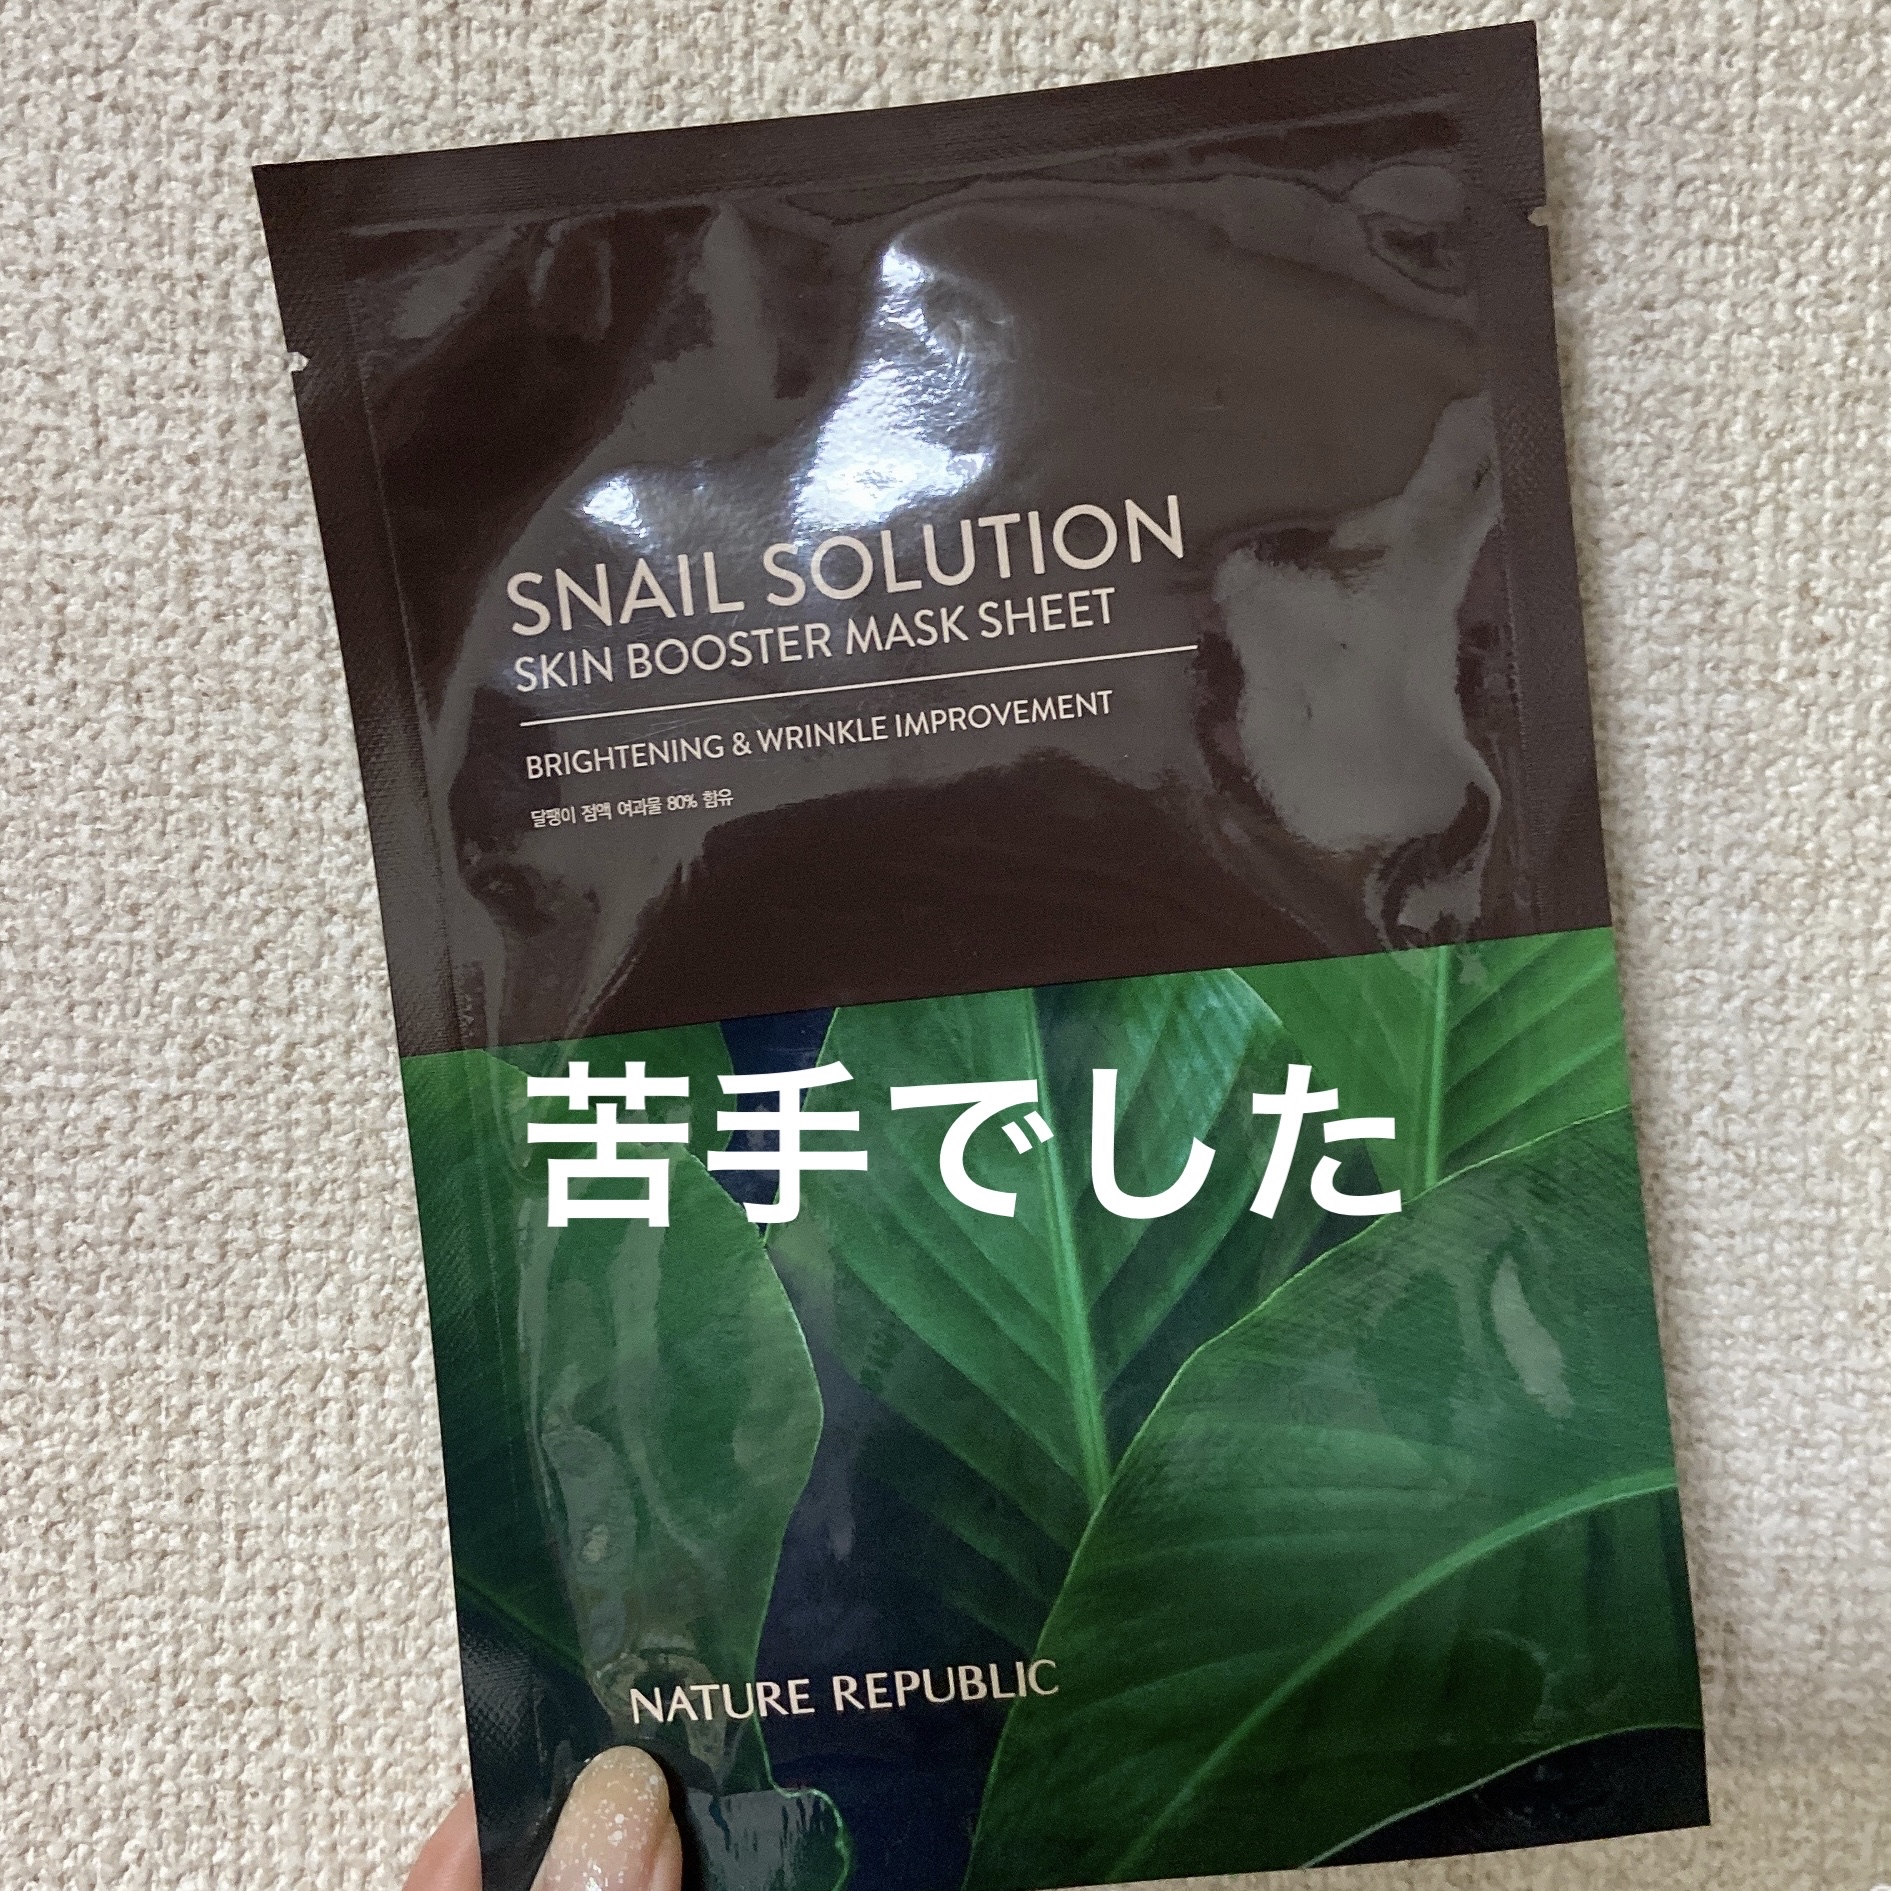 SNAIL SOLUTION
SKIN BOOSTER MASK SHEET
BRIGHTENING & WRINKLE IMPROVEMENT
달팽이 점액 여과물 80% 함유
苦手でした
NATURE REPUBLIC